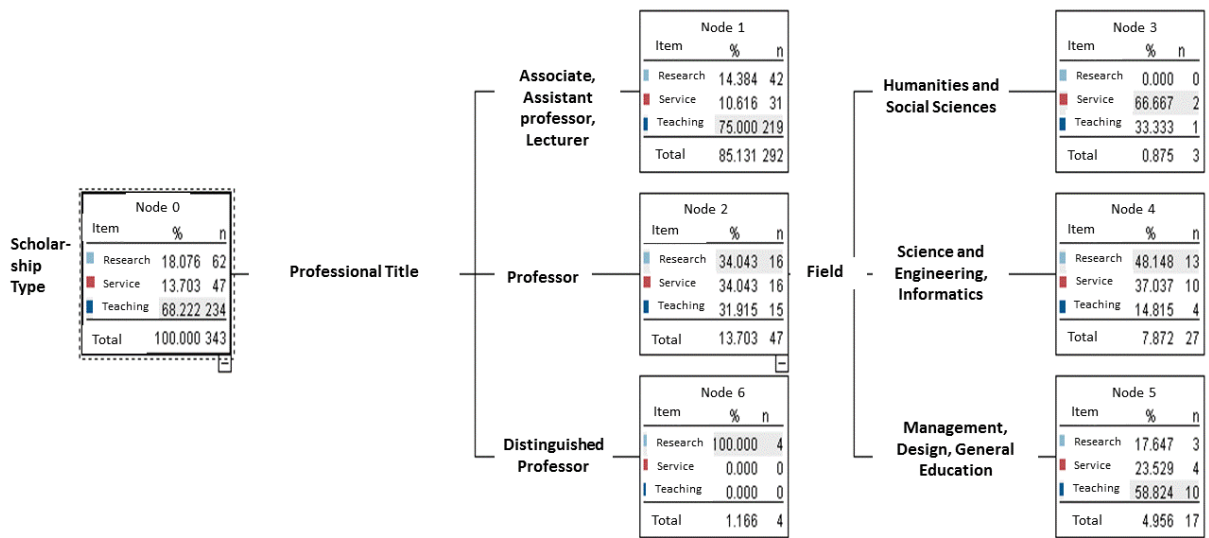 Scholar-
ship
Type
Node 0
Item % n
Research 18.076 62
Service 13.703 47
Teaching 68.222 234
Total 100.000 343
Professional Title
Associate,
Assistant
professor,
Lecturer
Node 1
Item % n
Research 14.384 42
Service 10.616 31
Teaching 75.000 219
Total 85.131 292
Professor
Node 2
Item % n
Research 34.043 16
Service 34.043 16
Teaching 31.915 15
Total 13.703 47
Distinguished
Professor
Node 6
Item % n
Research 100.000 4
Service 0.000 0
Teaching 0.000 0
Total 1.166 4
Field
Humanities and
Social Sciences
Node 3
Item % n
Research 0.000 0
Service 66.667 2
Teaching 33.333 1
Total 0.875 3
Science and
Engineering,
Informatics
Node 4
Item % n
Research 48.148 13
Service 37.037 10
Teaching 14.815 4
Total 7.872 27
Management,
Design, General
Education
Node 5
Item % n
Research 17.647 3
Service 23.529 4
Teaching 58.824 10
Total 4.956 17